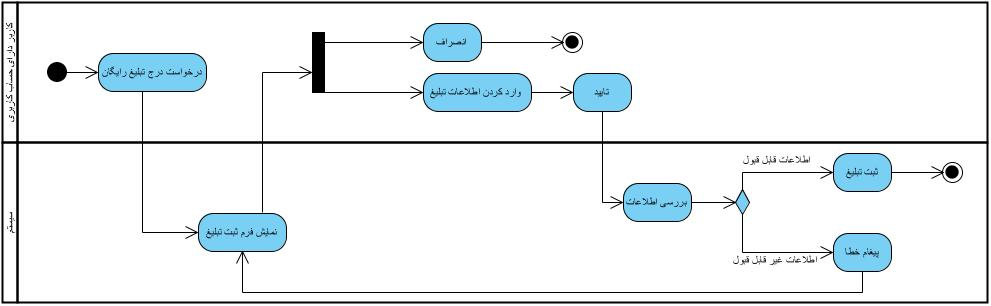 کاربر دارای حساب کاربری
درخواست درج تبلیغ رایگان
انصراف
وارد کردن اطلاعات تبلیغ
تایید
سیستم
نمایش فرم ثبت تبلیغ
بررسی اطلاعات
اطلاعات قابل قبول
ثبت تبلیغ
اطلاعات غیر قابل قبول
پیغام خطا